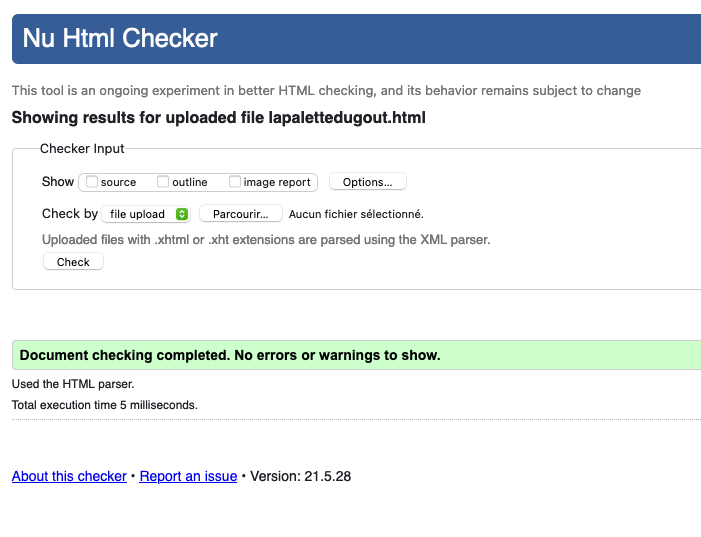 Nu Html Checker
This tool is an ongoing experiment in better HTML checking, and its behavior remains subject to change
Showing results for uploaded file lapalettedugout.html
Checker Input
Show source outline image report Options...
Check by file upload Parcourir... Aucun fichier sélectionné.
Uploaded files with .xhtml or .xht extensions are parsed using the XML parser.
Check
Document checking completed. No errors or warnings to show.
Used the HTML parser.
Total execution time 5 milliseconds.
About this checker • Report an issue • Version: 21.5.28